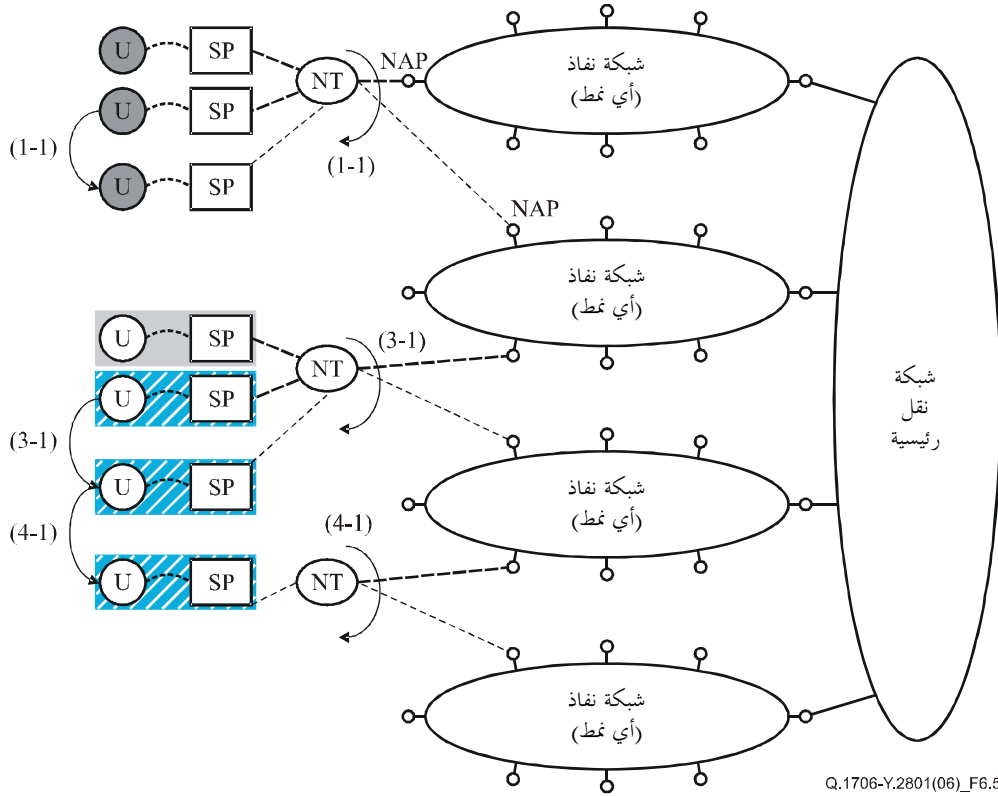 U SP
NT
NAP
شبكة نفاذ
(أي نمط)
U SP
(1-1)
(1-1)
U SP
NAP
شبكة نفاذ
(أي نمط)
U SP
NT
(3-1)
U SP
شبكة
نقل
رئيسية
(3-1)
U SP
شبكة نفاذ
(أي نمط)
(4-1)
(4-1)
U SP
NT
شبكة نفاذ
(أي نمط)
Q.1706-Y.2801(06)_F6.5